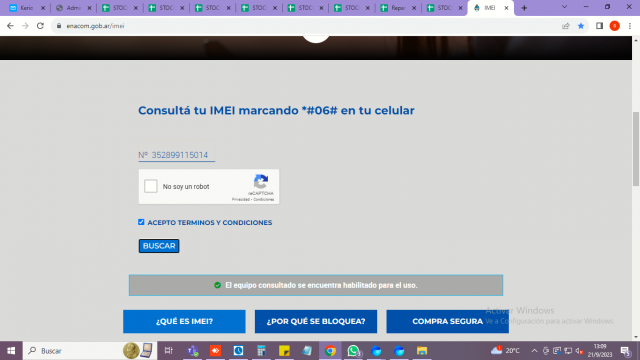 Kario
Admi
STOC
STOC
STOC
STOC
STOC
STOC
Repu
STOC
IMEI
enacom.gob.ar/imei
Consultá tu IMEI marcando *#06# en tu celular
Nº 352899115014
No soy un robot
reCAPTCHA
Privacidad - Condiciones
ACEPTO TERMINOS Y CONDICIONES
BUSCAR
El equipo consultado se encuentra habilitado para el uso.
Activar Windows
Ve a Configuración para activar Windows.
¿QUÉ ES IMEI?
¿POR QUÉ SE BLOQUEA?
COMPRA SEGURA
Buscar
20°C
13:09
21/9/2023